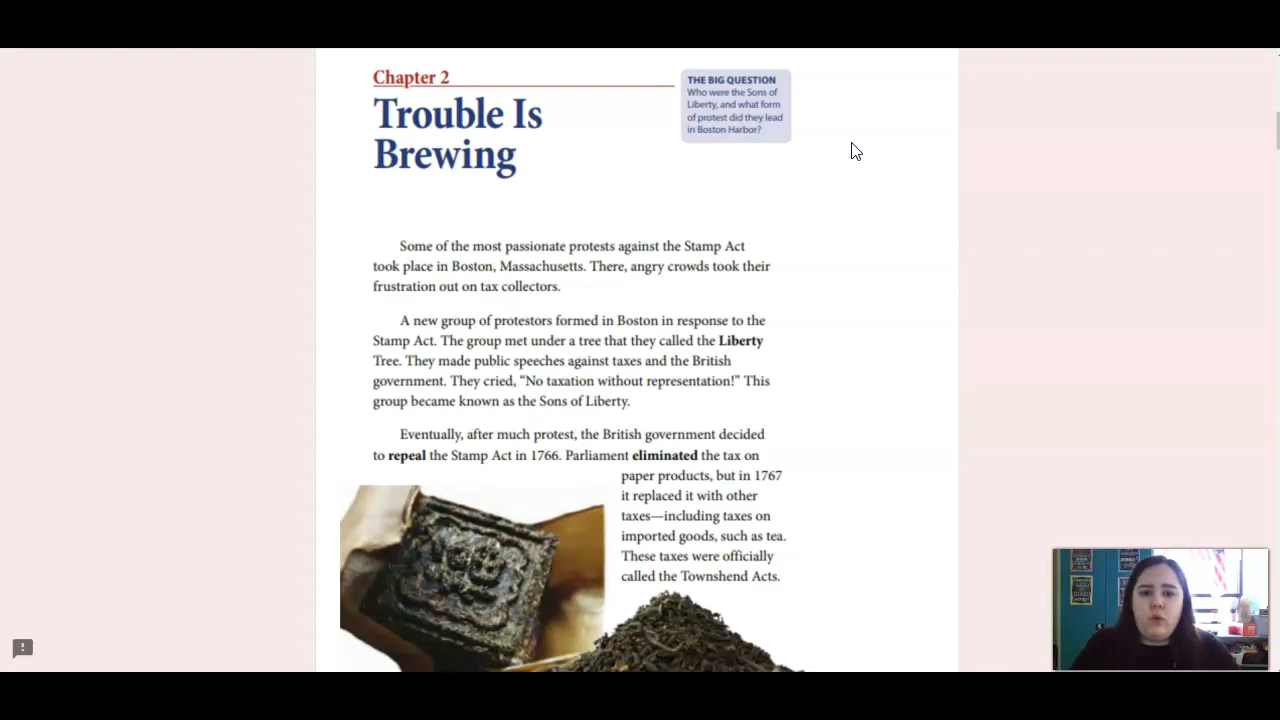 Chapter 2
Trouble Is
Brewing
THE BIG QUESTION
Who were the Sons of
Liberty, and what form
of protest did they lead
in Boston Harbor?
Some of the most passionate protests against the Stamp Act
took place in Boston, Massachusetts. There, angry crowds took their
frustration out on tax collectors.
A new group of protestors formed in Boston in response to the
Stamp Act. The group met under a tree that they called the Liberty
Tree. They made public speeches against taxes and the British
government. They cried, “No taxation without representation!” This
group became known as the Sons of Liberty.
Eventually, after much protest, the British government decided
to repeal the Stamp Act in 1766. Parliament eliminated the tax on
paper products, but in 1767
it replaced it with other
taxes—including taxes on
imported goods, such as tea.
These taxes were officially
called the Townshend Acts.